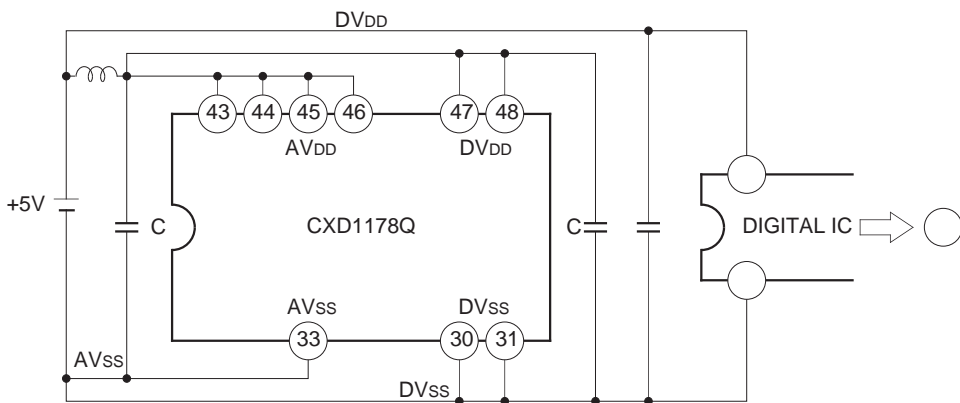 DVDD
43 44 45 46 47 48
AVDD DVDD
+5V C CXD1178Q C DIGITAL IC
AVSS DVSS
33 30 31
AVSS
DVSS